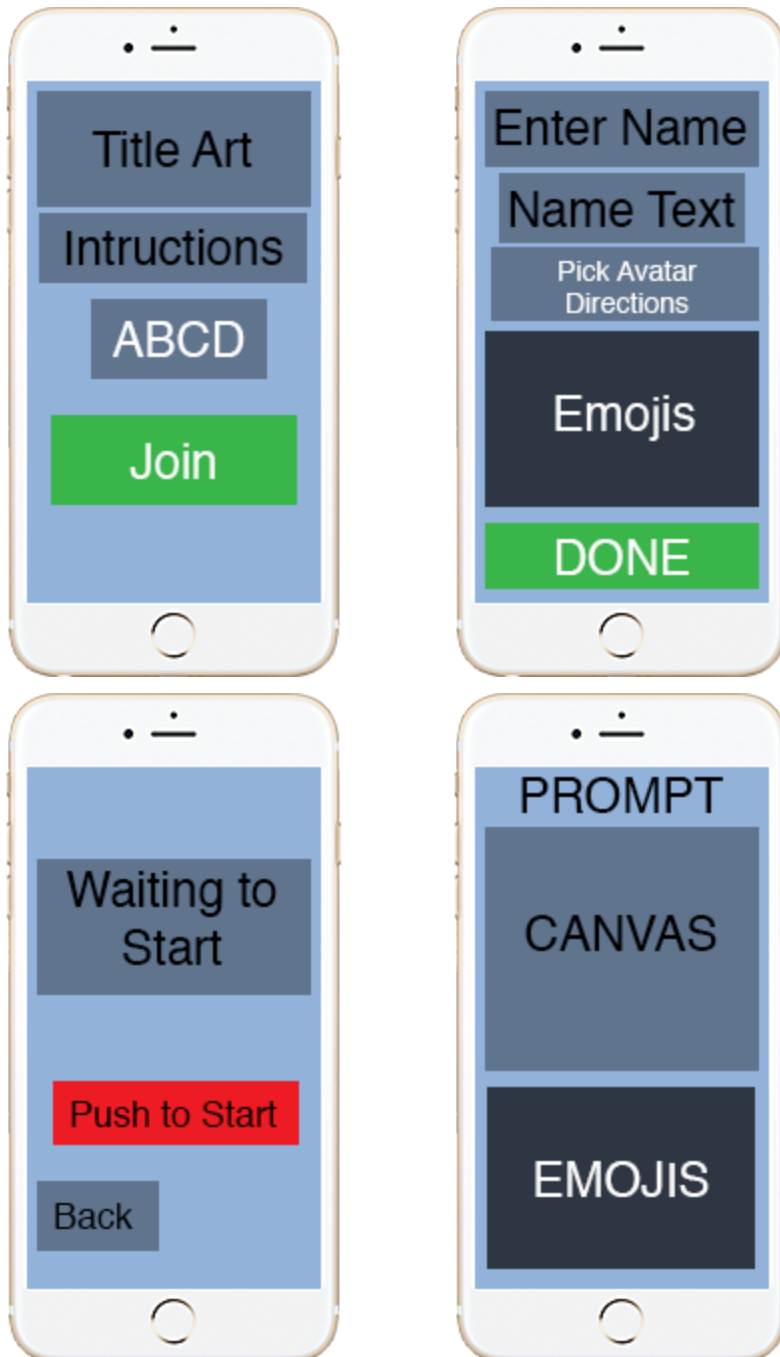 Title Art
Intructions
ABCD
Join
Enter Name
Name Text
Pick Avatar
Directions
Emojis
DONE
Waiting to
Start
Push to Start
Back
PROMPT
CANVAS
EMOJIS